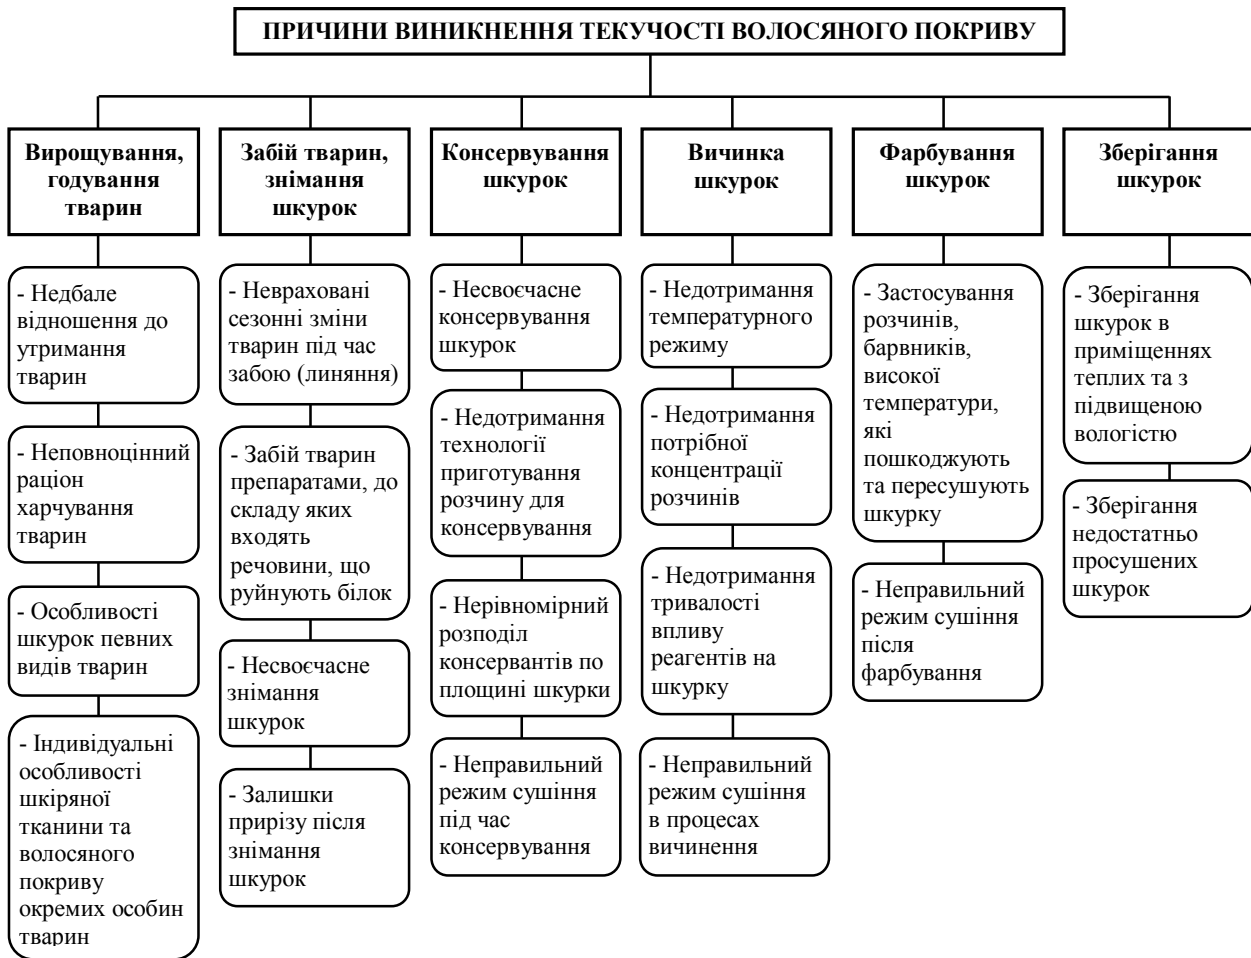 ПРИЧИНИ ВИНИКНЕННЯ ТЕКУЧОСТІ ВОЛОСЯНОГО ПОКРИВУ
Вирощування,
годування
тварин
- Недбале
відношення до
утримання
тварин
- Неповноцінний
раціон
харчування
тварин
- Особливості
шкурок певних
видів тварин
- Індивідуальні
особливості
шкіряної
тканини та
волосяного
покриву
окремих особин
тварин
Забій тварин,
знімання
шкурок
- Невраховані
сезонні зміни
тварин під час
забою (линяння)
- Забій тварин
препаратами, до
складу яких
входять
речовини, що
руйнують білок
- Несвоєчасне
знімання
шкурок
- Залишки
прирізу після
знімання
шкурок
Консервування
шкурок
- Несвоєчасне
консервування
шкурок
- Недотримання
технології
приготування
розчину для
консервування
- Нерівномірний
розподіл
консервантів по
площині шкурки
- Неправильний
режим сушіння
під час
консервування
Вичинка
шкурок
- Недотримання
температурного
режиму
- Недотримання
потрібної
концентрації
розчинів
- Недотримання
тривалості
впливу
реагентів на
шкурку
- Неправильний
режим сушіння
в процесах
вичинення
Фарбування
шкурок
- Застосування
розчинів,
барвників,
високої
температури,
які
пошкоджують
та пересушують
шкурку
- Неправильний
режим сушіння
після
фарбування
Зберігання
шкурок
- Зберігання
шкурок в
приміщеннях
теплих та з
підвищеною
вологістю
- Зберігання
недостатньо
просушених
шкурок